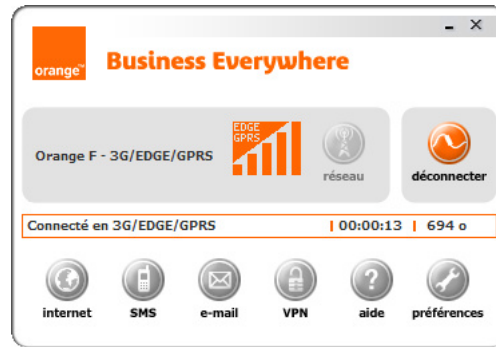 orange™
Business Everywhere
Orange F - 3G/EDGE/GPRS
EDGE
GPRS
réseau
déconnecter
Connecté en 3G/EDGE/GPRS
00:00:13
694 o
internet
SMS
e-mail
VPN
aide
préférences